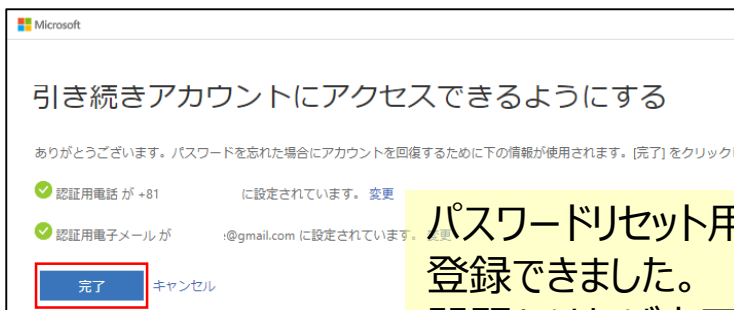 Microsoft
引き続きアカウントにアクセスできるようにする
ありがとうございます。パスワードを忘れた場合にアカウントを回復するために下の情報が使用されます。[完了] をクリック
認証用電話 が +81 に設定されています。 変更
認証用電子メール が @gmail.com に設定されています。 変更
パスワードリセット用
登録できました。
完了 キャンセル